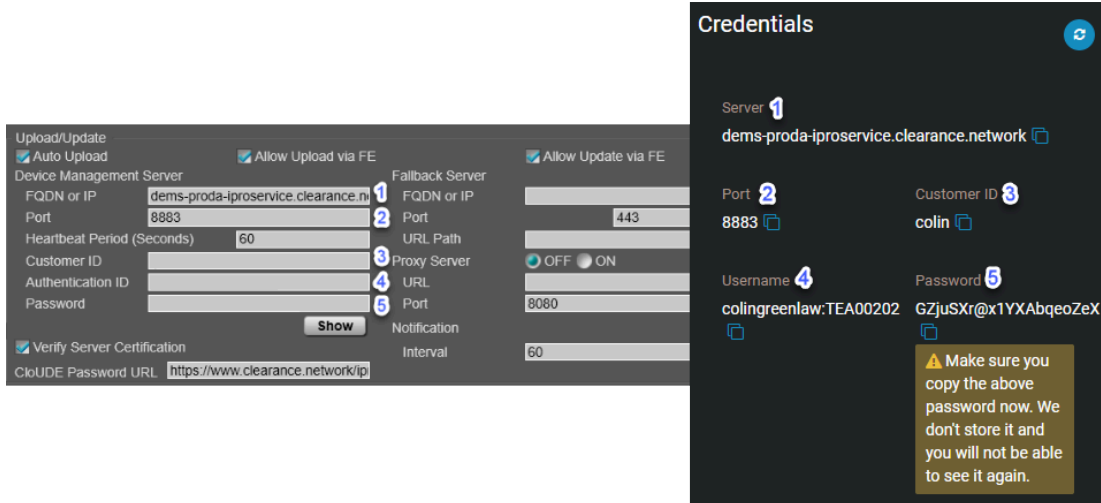 Upload/Update
Auto Upload Allow Upload via FE Allow Update via FE
Device Management Server Fallback Server
FQDN or IP dems-proda-iproservice.clearance.n 1 FQDN or IP
Port 8883 2 Port 443
Heartbeat Period (Seconds) 60 URL Path
Customer ID 3 Proxy Server OFF ON
Authentication ID 4 URL
Password 5 Port 8080
Show Notification
Verify Server Certification Interval 60
CloUDE Password URL https://www.clearance.network/ip
Credentials
Server 1
dems-proda-iproservice.clearance.network
Port 2 Customer ID 3
8883 colin
Username 4 Password 5
colingreenlaw:TEA00202 GZjuSXr@x1YXAbqeoZeX
Make sure you
copy the above
password now. We
don't store it and
you will not be able
to see it again.